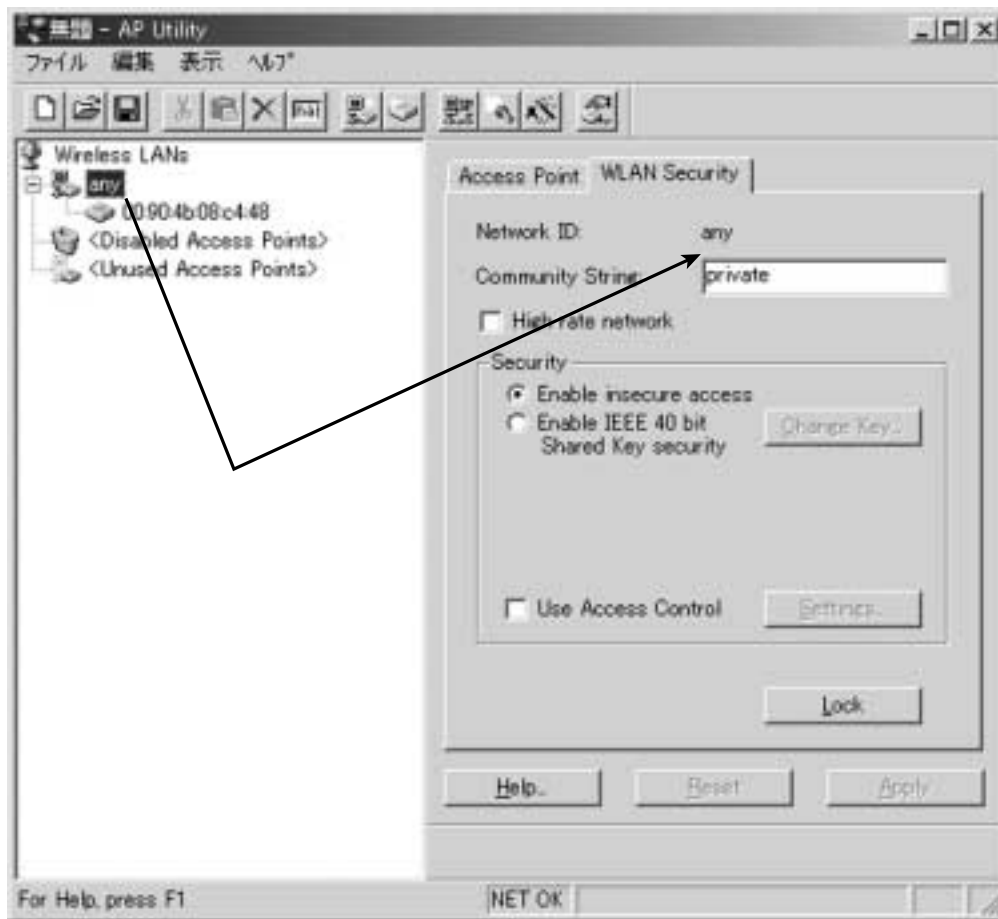 無題 - AP Utility
ファイル 編集 表示 ヘルプ
Wireless LANs
any
00:90:4b:08:c4:48
<Disabled Access Points>
<Unused Access Points>
Access Point WLAN Security
Network ID: any
Community String: private
High rate network
Security
Enable insecure access
Enable IEEE 40 bit
Shared Key security
Change Key...
Use Access Control
Settings...
Lock
Help... Reset Apply
For Help, press F1 NET OK